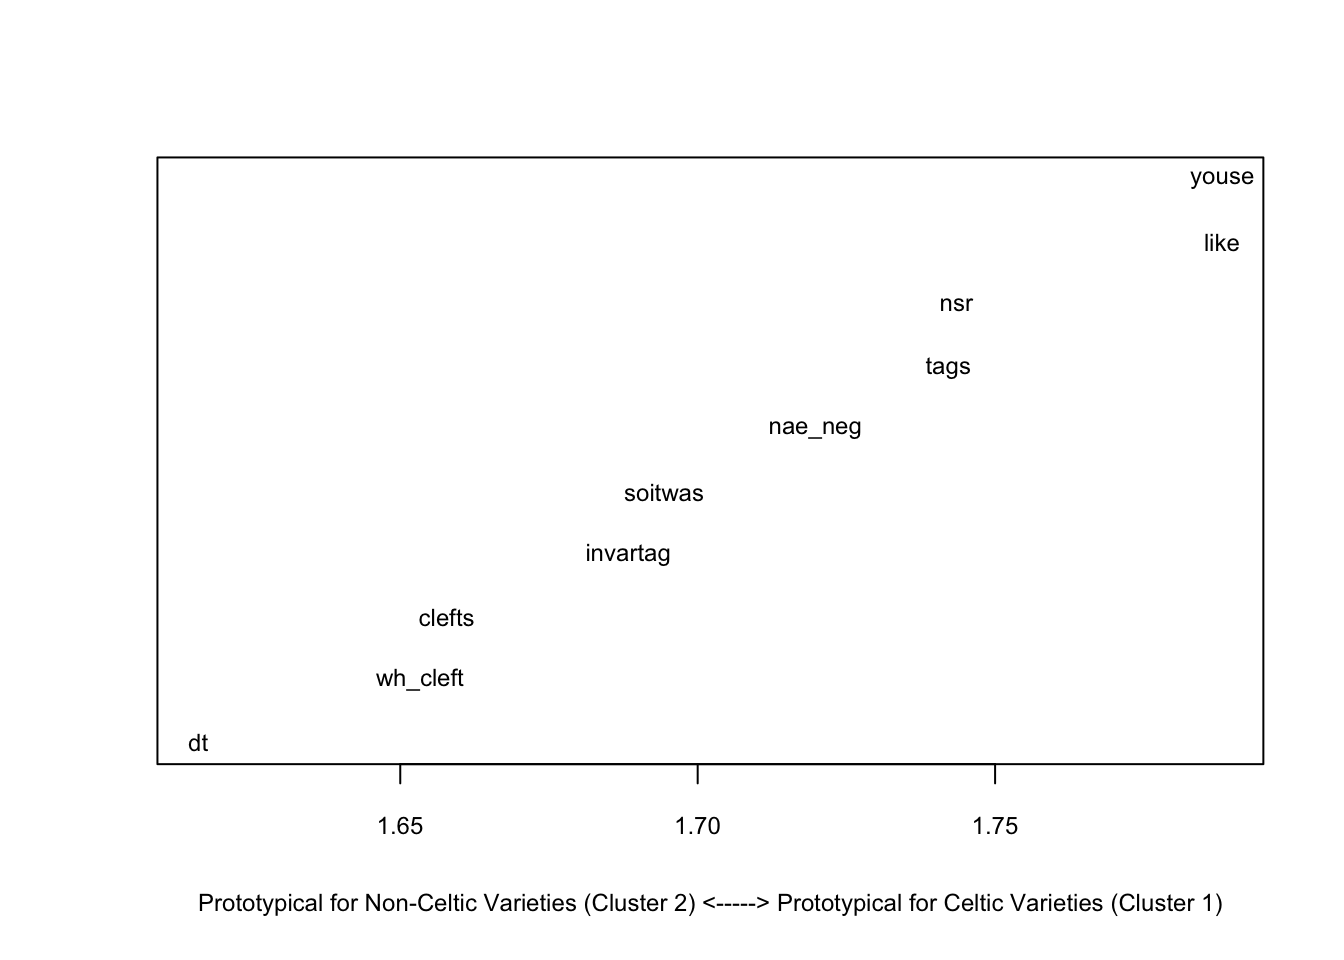 youse
like
nsr
tags
nae_neg
soitwas
invartag
clefts
wh_cleft
dt
1.65 1.70 1.75
Prototypical for Non-Celtic Varieties (Cluster 2) <-----> Prototypical for Celtic Varieties (Cluster 1)